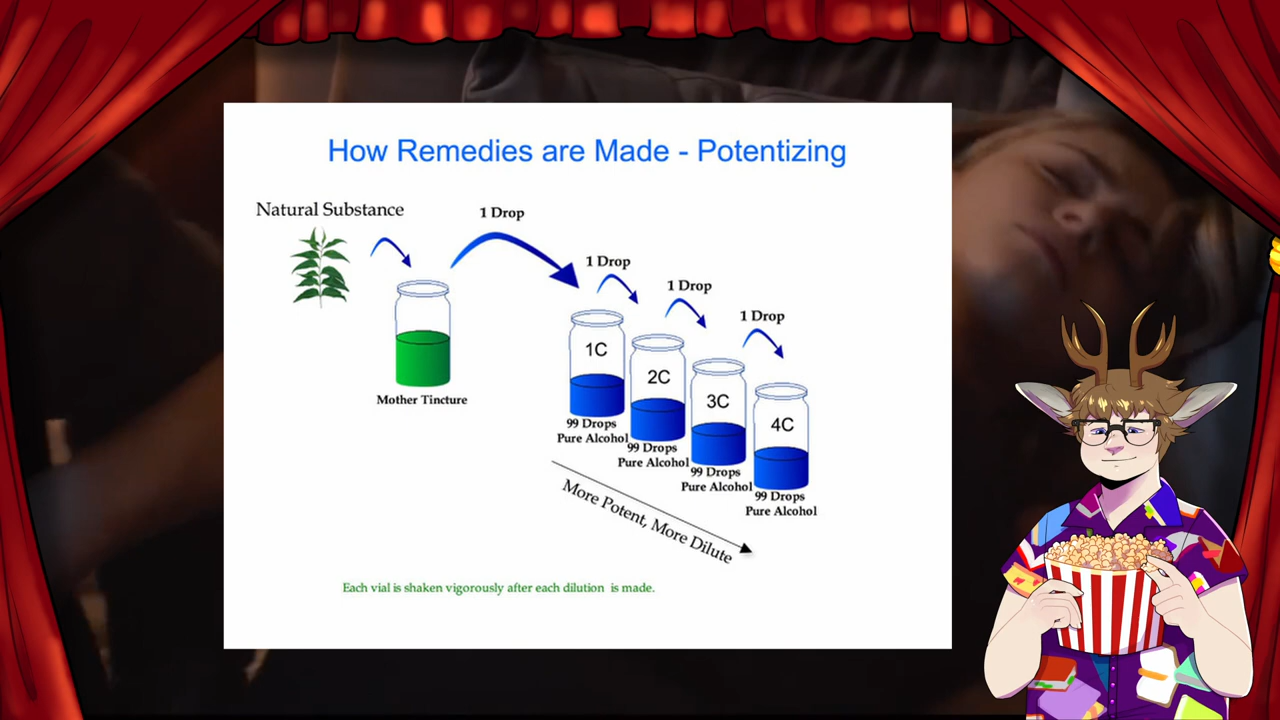 How Remedies are Made - Potentizing
Natural Substance
1 Drop
1 Drop
1 Drop
1 Drop
1C
2C
3C
4C
Mother Tincture
99 Drops
Pure Alcohol
99 Drops
Pure Alcohol
99 Drops
Pure Alcohol
99 Drops
Pure Alcohol
More Potent, More Dilute
Each vial is shaken vigorously after each dilution is made.